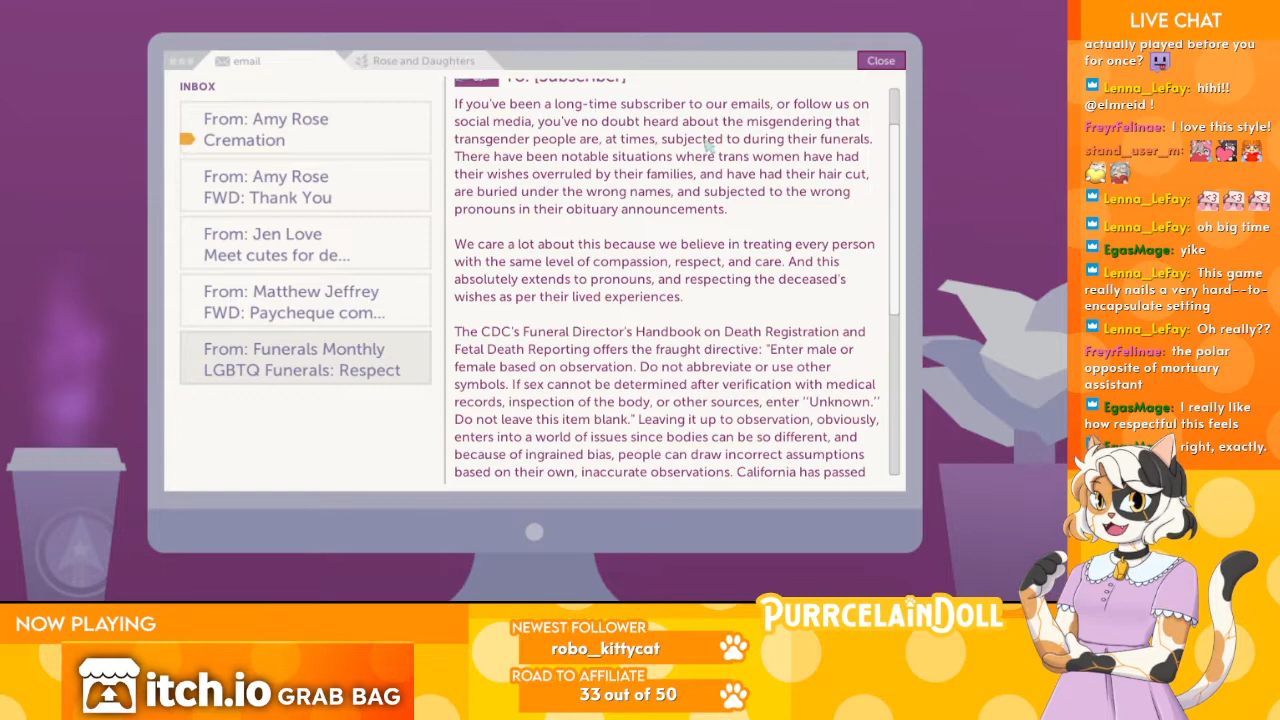 email
Rose and Daughters
Close
INBOX
From: Amy Rose
Cremation
From: Amy Rose
FWD: Thank You
From: Jen Love
Meet cutes for de...
From: Matthew Jeffrey
FWD: Paycheque com...
From: Funerals Monthly
LGBTQ Funerals: Respect
To: [Subscriber]
If you've been a long-time subscriber to our emails, or follow us on
social media, you've no doubt heard about the misgendering that
transgender people are, at times, subjected to during their funerals.
There have been notable situations where trans women have had
their wishes overruled by their families, and have had their hair cut,
are buried under the wrong names, and subjected to the wrong
pronouns in their obituary announcements.
We care a lot about this because we believe in treating every person
with the same level of compassion, respect, and care. And this
absolutely extends to pronouns, and respecting the deceased's
wishes as per their lived experiences.
The CDC's Funeral Director's Handbook on Death Registration and
Fetal Death Reporting offers the fraught directive: "Enter male or
female based on observation. Do not abbreviate or use other
symbols. If sex cannot be determined after verification with medical
records, inspection of the body, or other sources, enter ''Unknown.''
Do not leave this item blank." Leaving it up to observation, obviously,
enters into a world of issues since bodies can be so different, and
because of ingrained bias, people can draw incorrect assumptions
based on their own, inaccurate observations. California has passed
LIVE CHAT
actually played before you
for once?
Lenna_LeFay: hihi!!
@elmreid !
FreyrFelinae: I love this style!
stand_user_m:
Lenna_LeFay: <3 <3 <3
Lenna_LeFay: oh big time
EgasMage: yike
Lenna_LeFay: This game
really nails a very hard--to-
encapsulate setting
Lenna_LeFay: Oh really??
FreyrFelinae: the polar
opposite of mortuary
assistant
EgasMage: I really like
how respectful this feels
right, exactly.
NOW PLAYING
itch.io GRAB BAG
NEWEST FOLLOWER
robo_kittycat
ROAD TO AFFILIATE
33 out of 50
PURRCELAINDOLL